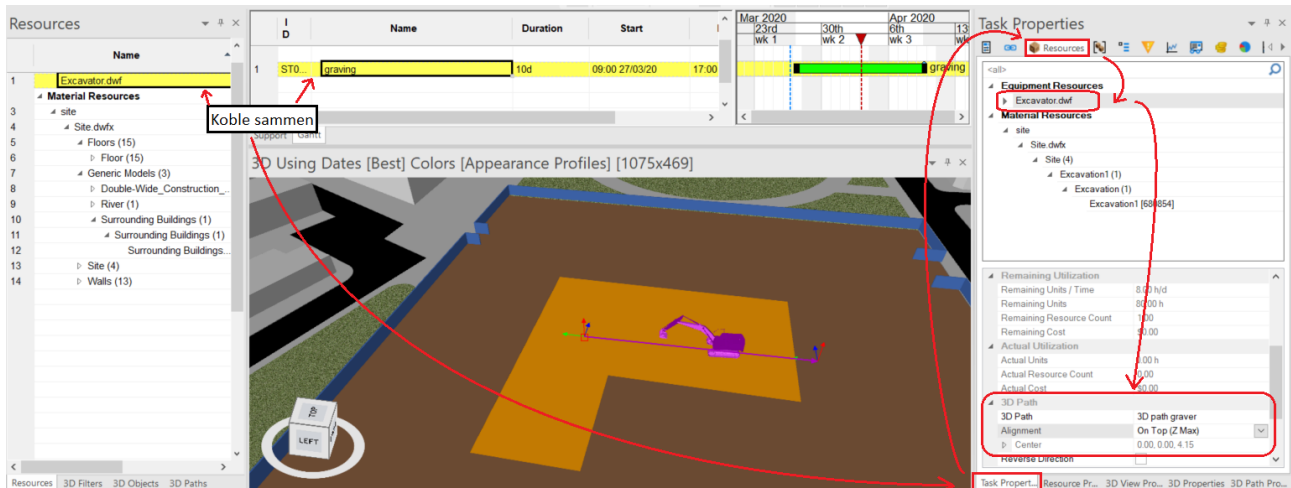 Resources
Name
1 Excavator.dwf
Material Resources
3 site
4 Site.dwfx
5 Floors (15)
6 Floor (15)
7 Generic Models (3)
8 Double-Wide_Construction_...
9 River (1)
10 Surrounding Buildings (1)
11 Surrounding Buildings (1)
12 Surrounding Buildings...
13 Site (4)
14 Walls (13)
Resources 3D Filters 3D Objects 3D Paths
Koble sammen
I
D Name Duration Start
1 ST0... graving 10d 09:00 27/03/20 17:00
Support Gantt
Mar 2020 Apr 2020
23rd 30th 6th 13
wk 1 wk 2 wk 3
graving
3D Using Dates [Best] Colors [Appearance Profiles] [1075x469]
TOP
LEFT
Task Properties
Resources
<all>
Equipment Resources
Excavator.dwf
Material Resources
site
Site.dwfx
Site (4)
Excavation1 (1)
Excavation (1)
Excavation1 [680854]
Remaining Utilization
Remaining Units / Time 8.00 h/d
Remaining Units 80.00 h
Remaining Resource Count 1.00
Remaining Cost
Actual Utilization
Actual Units 0.00 h
Actual Resource Count 0.00
Actual Cost
3D Path
3D Path 3D path graver
Alignment On Top (Z Max)
Center 0.00, 0.00, 4.15
Reverse Direction
Task Propert... Resource Pr... 3D View Pro... 3D Properties 3D Path Pro...